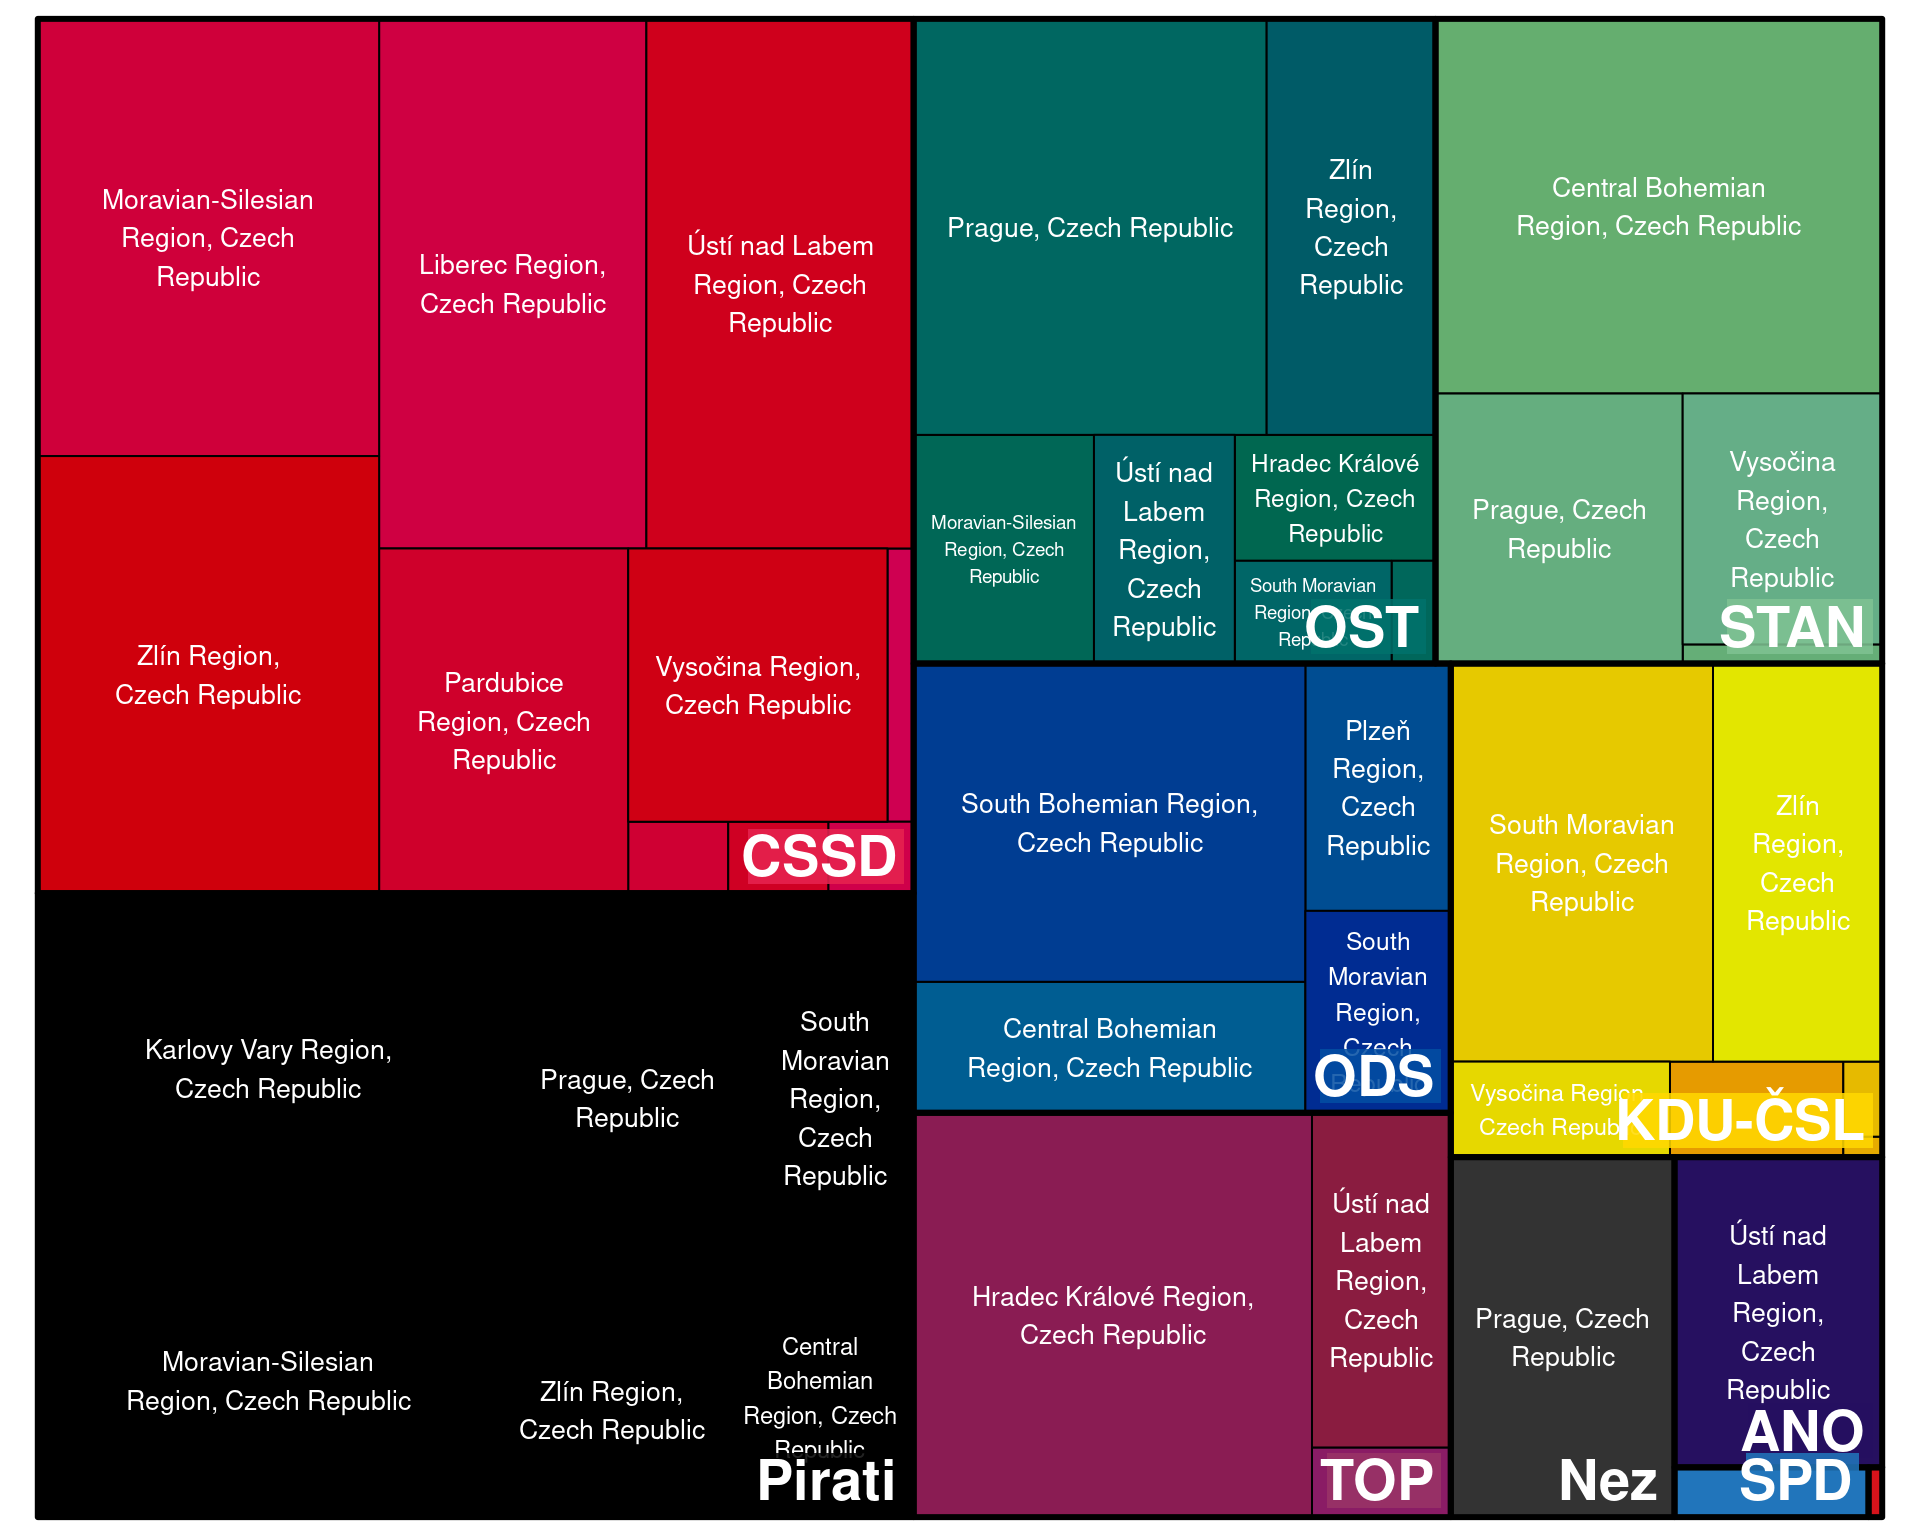 Moravian-Silesian
Region, Czech
Republic
Liberec Region,
Czech Republic
Ústí nad Labem
Region, Czech
Republic
Zlín Region,
Czech Republic
Pardubice
Region, Czech
Republic
Vysočina Region,
Czech Republic
CSSD
Karlovy Vary Region,
Czech Republic
Prague, Czech
Republic
South
Moravian
Region,
Czech
Republic
Moravian-Silesian
Region, Czech Republic
Zlín Region,
Czech Republic
Central
Bohemian
Region, Czech
Republic
Pirati
Prague, Czech Republic
Zlín
Region,
Czech
Republic
Moravian-Silesian
Region, Czech
Republic
Ústí nad
Labem
Region,
Czech
Republic
Hradec Králové
Region, Czech
Republic
South Moravian
Region, Czech
Republic
OST
Central Bohemian
Region, Czech Republic
Prague, Czech
Republic
Vysočina
Region,
Czech
Republic
STAN
South Bohemian Region,
Czech Republic
Plzeň
Region,
Czech
Republic
Central Bohemian
Region, Czech Republic
South
Moravian
Region,
Czech
Republic
ODS
South Moravian
Region, Czech
Republic
Zlín
Region,
Czech
Republic
Vysočina Region,
Czech Republic
KDU-ČSL
Hradec Králové Region,
Czech Republic
Ústí nad
Labem
Region,
Czech
Republic
TOP
Prague, Czech
Republic
Nez
Ústí nad
Labem
Region,
Czech
Republic
ANO
SPD